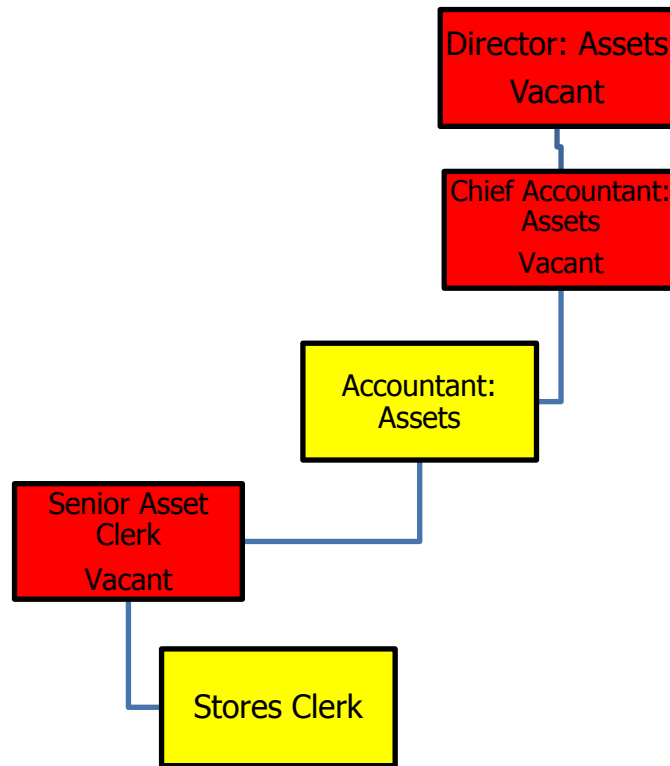 Director: Assets
Vacant
Chief Accountant:
Assets
Vacant
Accountant:
Assets
Senior Asset
Clerk
Vacant
Stores Clerk